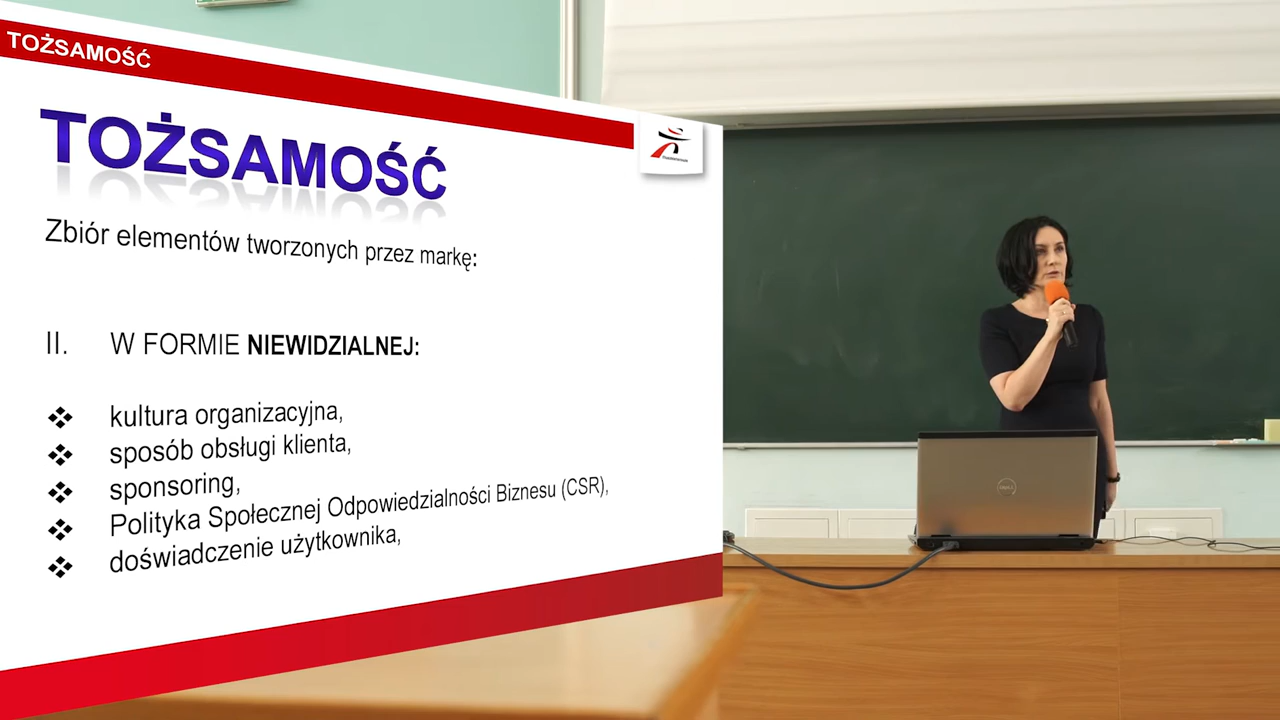 TOŻSAMOŚĆ
TOŻSAMOŚĆ
Zbiór elementów tworzonych przez markę:
II. W FORMIE NIEWIDZIALNEJ:
❖ kultura organizacyjna,
❖ sposób obsługi klienta,
❖ sponsoring,
❖ Polityka Społecznej Odpowiedzialności Biznesu (CSR),
❖ doświadczenie użytkownika,
DELL